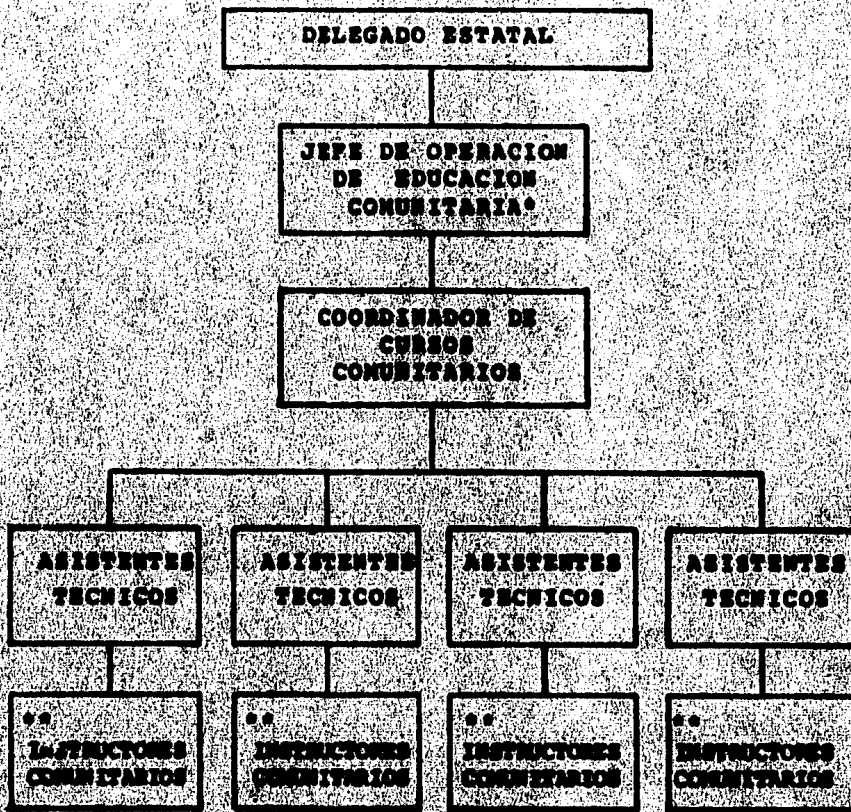 DELEGADO ESTATAL
JEFE DE OPERACION
DE EDUCACION
COMUNITARIA*
COORDINADOR DE
CURSOS
COMUNITARIOS
ASISTENTES
TECNICOS
ASISTENTES
TECNICOS
ASISTENTES
TECNICOS
ASISTENTES
TECNICOS
**
INSTRUCTORES
COMUNITARIOS
**
INSTRUCTORES
COMUNITARIOS
**
INSTRUCTORES
COMUNITARIOS
**
INSTRUCTORES
COMUNITARIOS